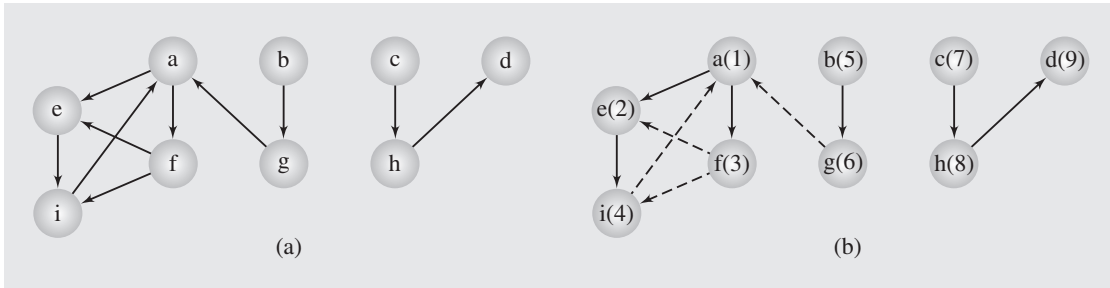 a
b
c
d
e
f
g
h
i
(a)
a(1)
b(5)
c(7)
d(9)
e(2)
f(3)
g(6)
h(8)
i(4)
(b)